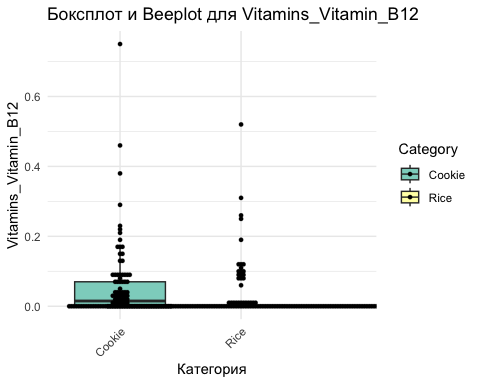 Боксплот и Beeplot для Vitamins_Vitamin_B12
Vitamins_Vitamin_B12
0.6
0.4
0.2
0.0
Cookie
Rice
Категория
Category
Cookie
Rice